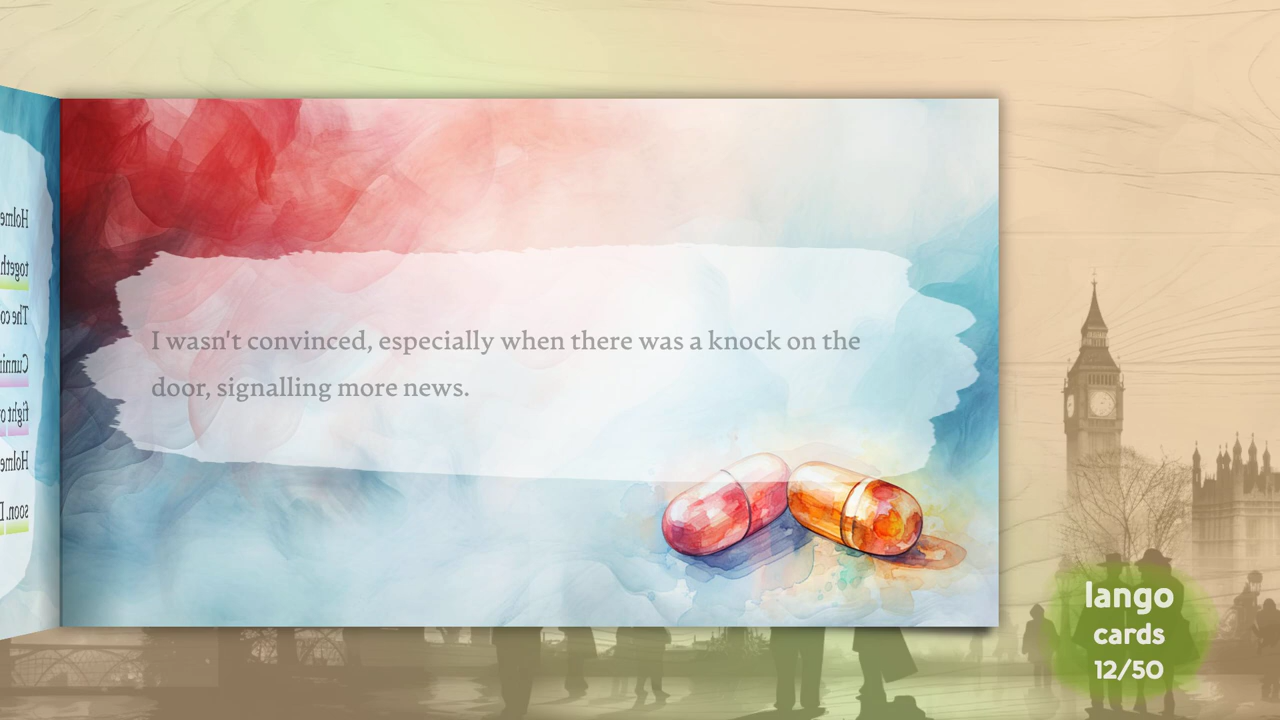 I wasn't convinced, especially when there was a knock on the
door, signalling more news.
lango
cards
12/50